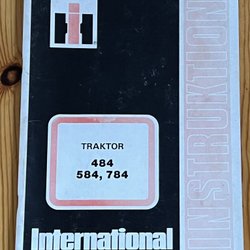 INSTRUKTION
TRAKTOR
484
584, 784
International